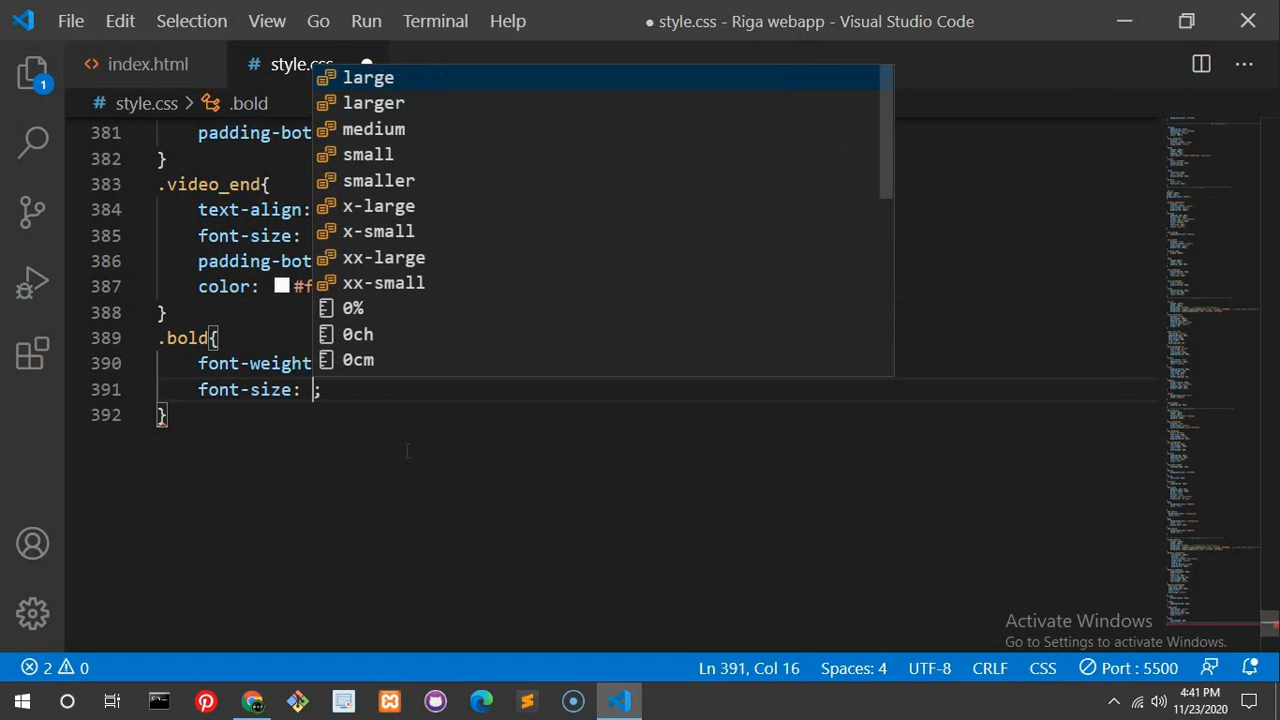 File Edit Selection View Go Run Terminal Help ● style.css - Riga webapp - Visual Studio Code
<> index.html # style.css
# style.css > .bold
381 padding-bot
382 }
383 .video_end{
384 text-align:
385 font-size:
386 padding-bot
387 color: #f
388 }
389 .bold{
390 font-weight
391 font-size: ;
392 }
large
larger
medium
small
smaller
x-large
x-small
xx-large
xx-small
0%
0ch
0cm
1
Activate Windows
Go to Settings to activate Windows.
2 0 Ln 391, Col 16 Spaces: 4 UTF-8 CRLF CSS Port : 5500
4:41 PM
11/23/2020